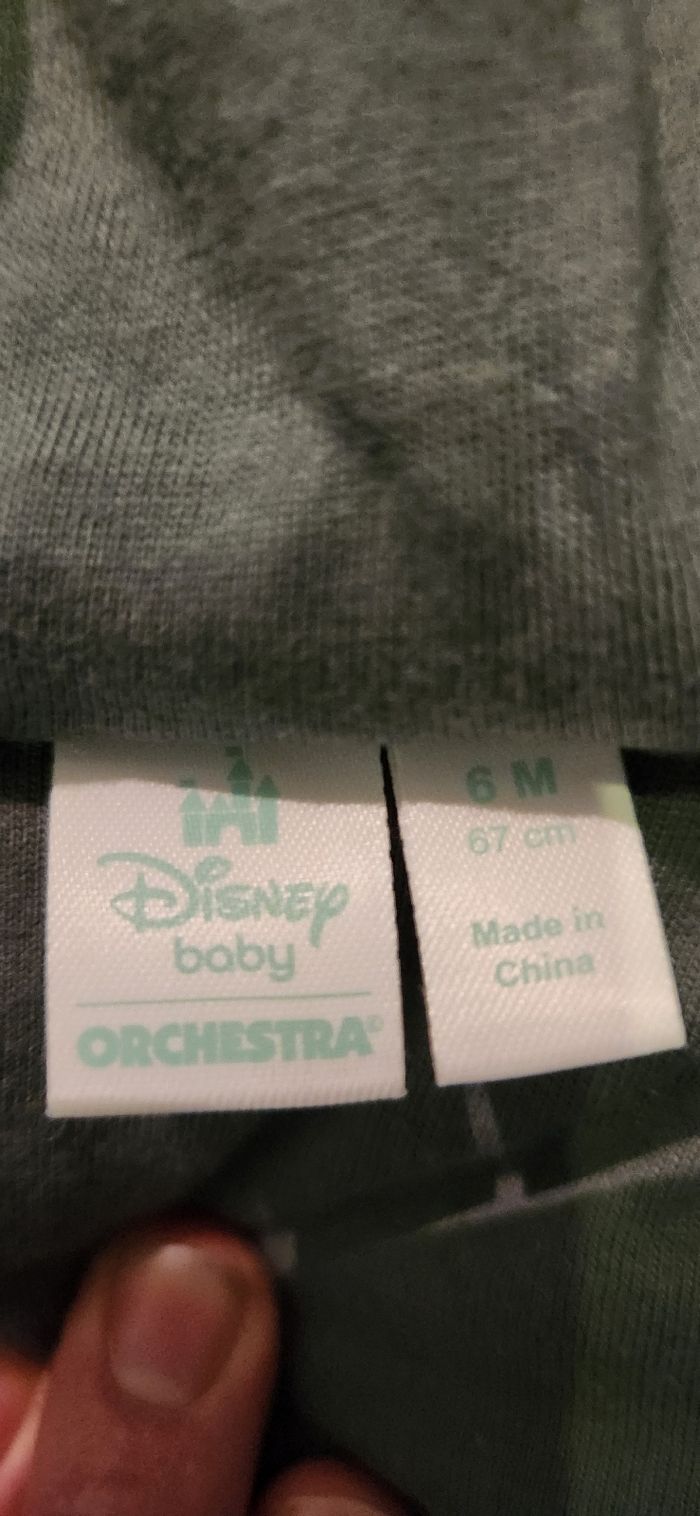 Disney
baby
ORCHESTRA®
6 M
67 cm
Made in
China